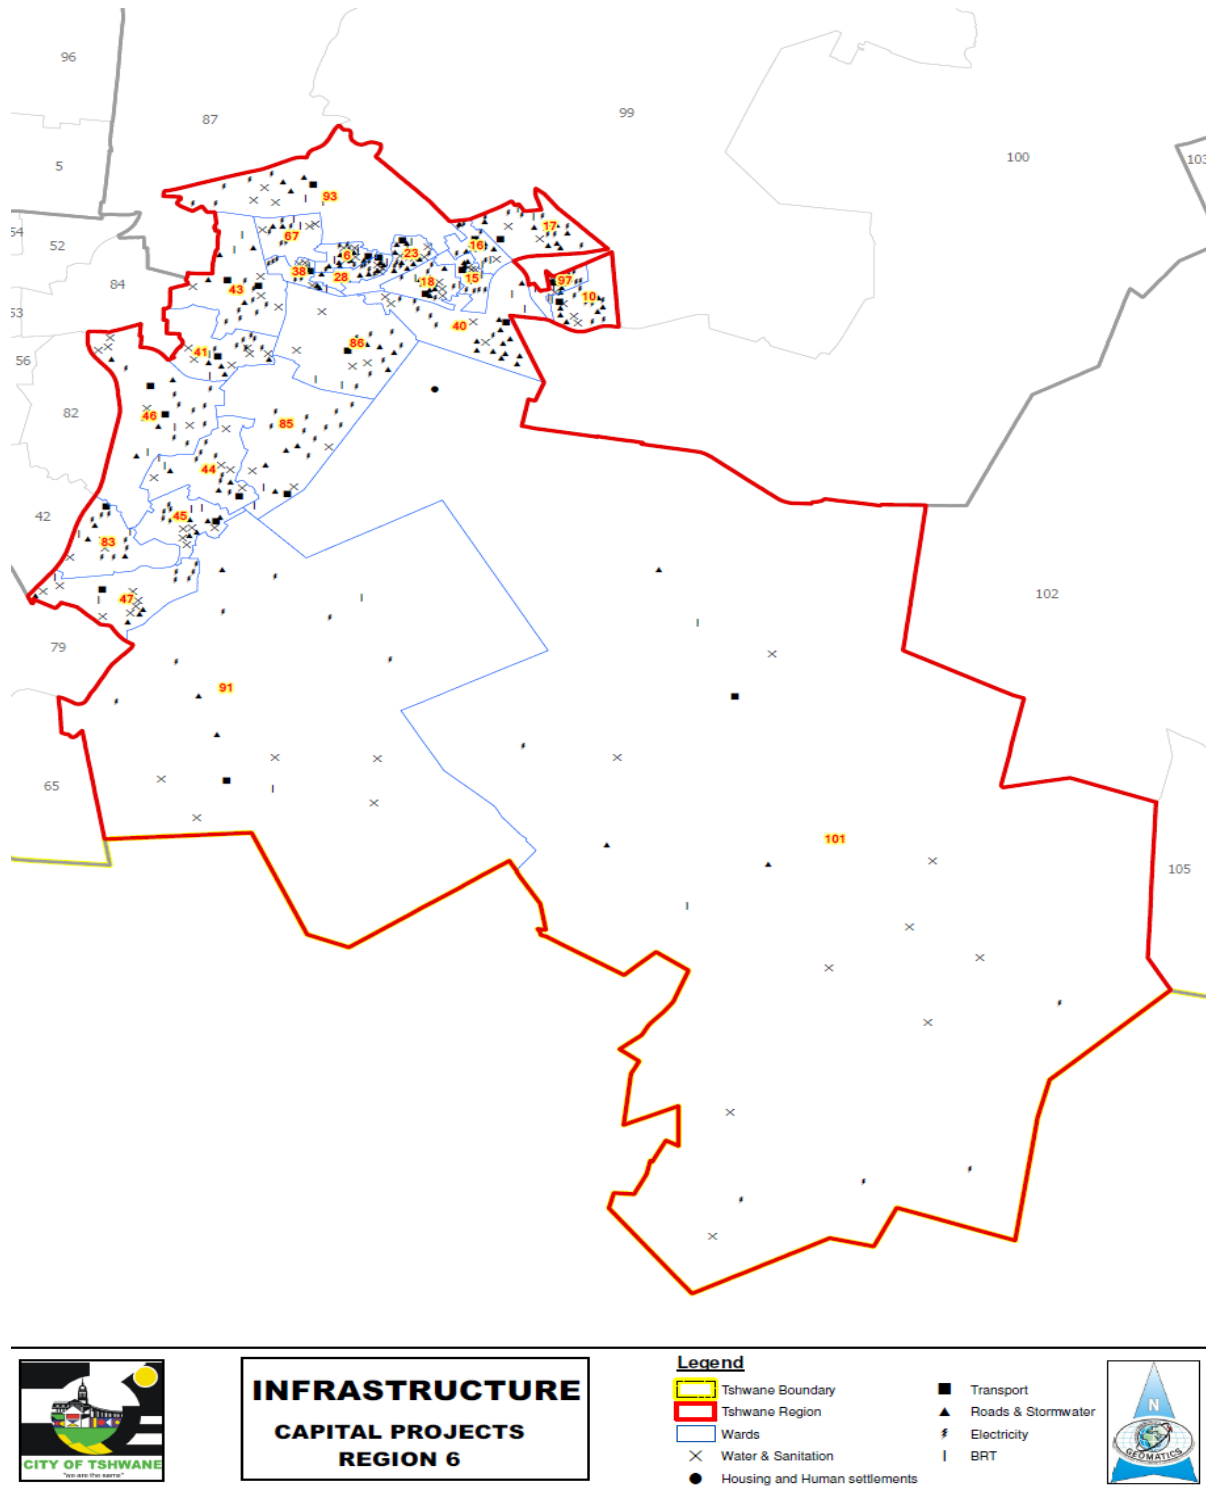 96
87
99
100
103
5
93
54
52
67
17
16
6
23
84
38
28
18
15
97
43
10
53
40
41
86
56
82
46
85
44
42
45
83
47
102
79
91
65
101
105
CITY OF TSHWANE
"we are the same"
INFRASTRUCTURE
CAPITAL PROJECTS
REGION 6
Legend
Tshwane Boundary
Tshwane Region
Wards
Water & Sanitation
Housing and Human settlements
Transport
Roads & Stormwater
Electricity
BRT
N
GEOMATICS